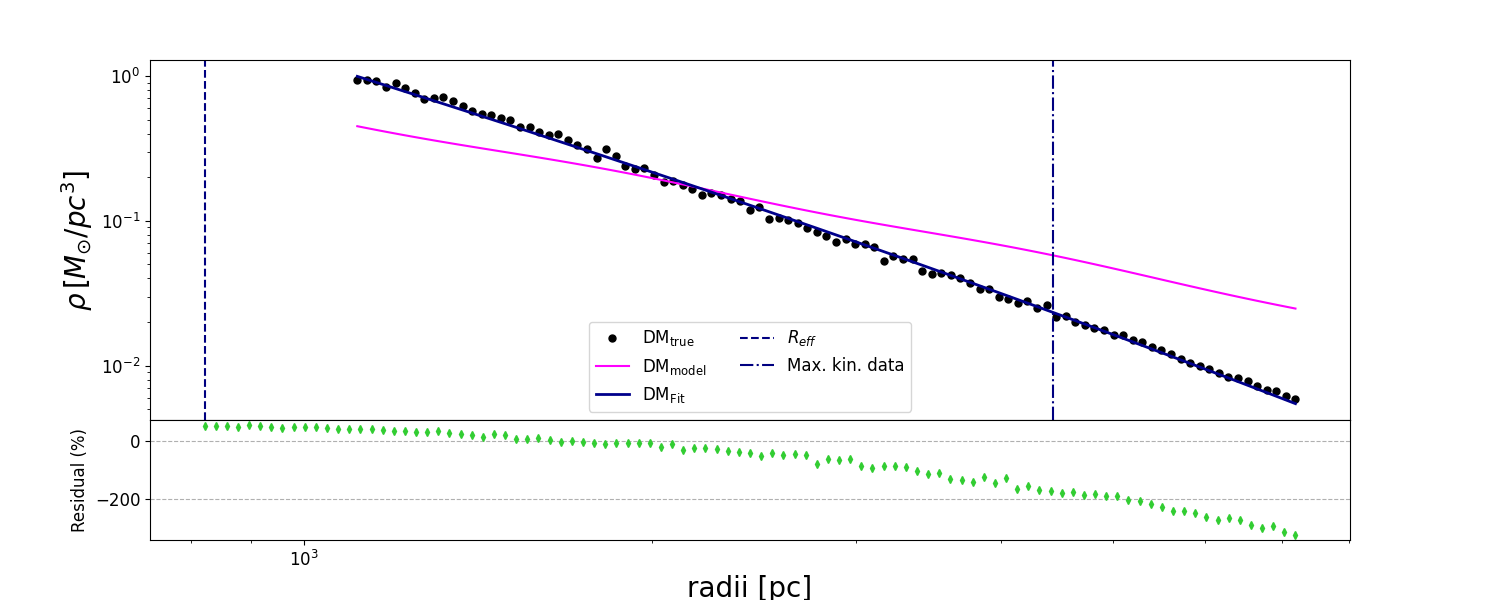 10⁰
10⁻¹
10⁻²
ρ [M⊙/pc³]
DMtrue
DMmodel
DMFit
Reff
Max. kin. data
0
−200
Residual (%)
10³
radii [pc]